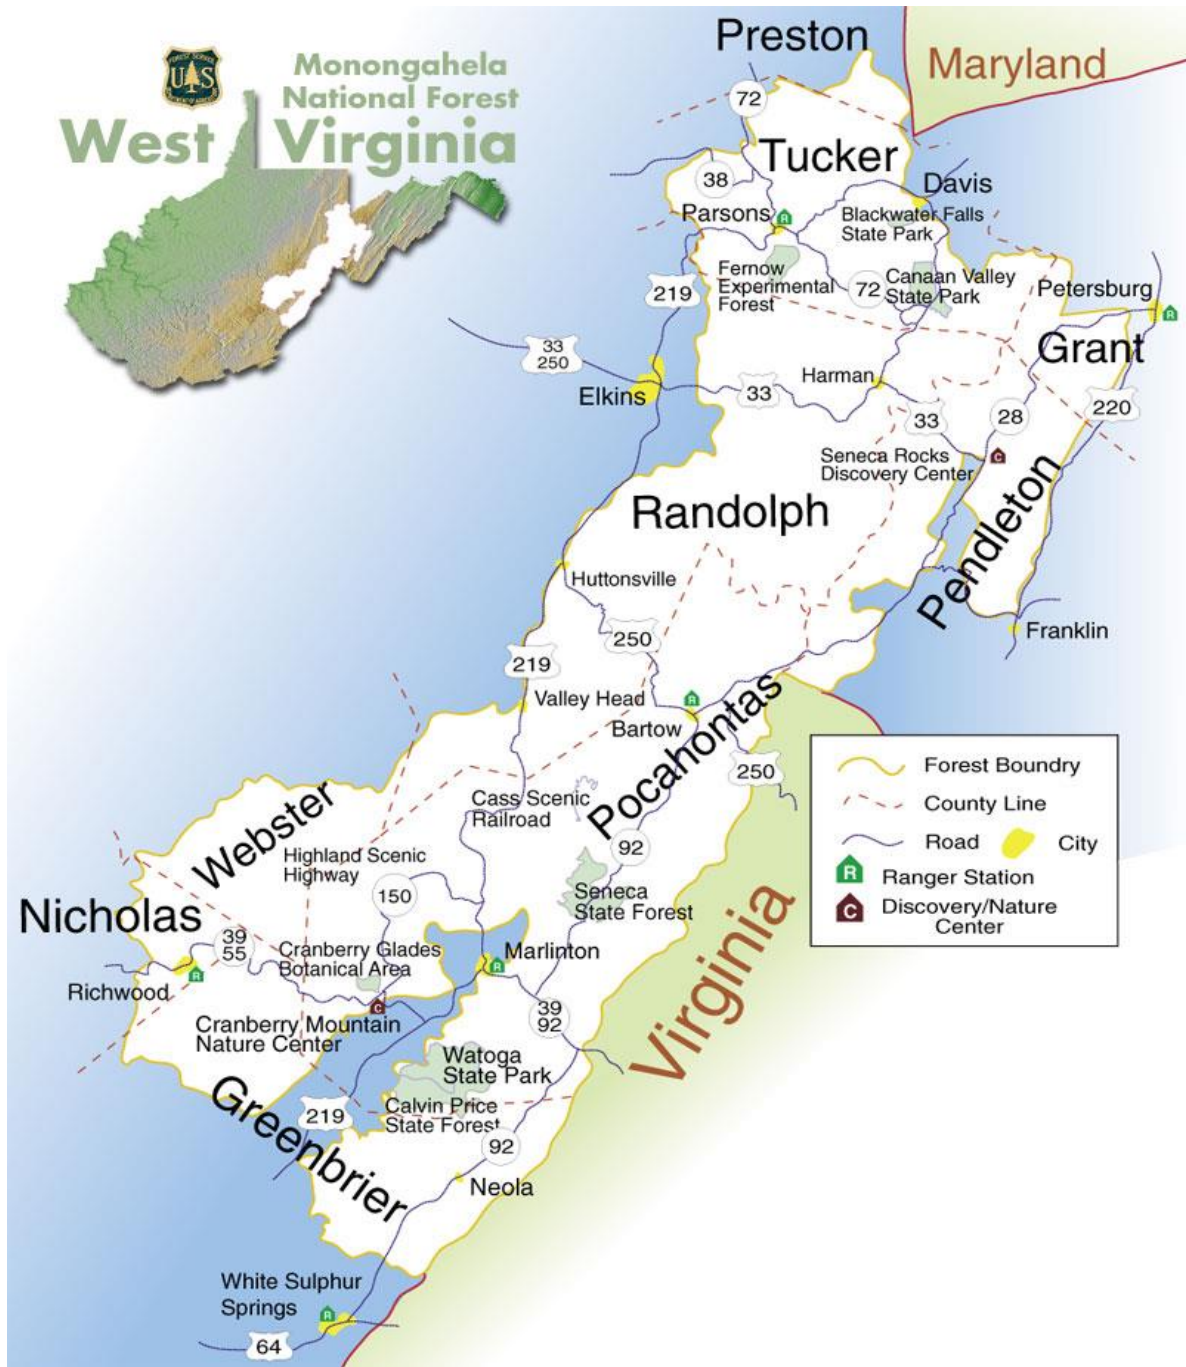 Preston
Maryland
FOREST SERVICE
U S
Monongahela
National Forest
West Virginia
72
Tucker
38
Davis
Parsons
R
Blackwater Falls
State Park
Fernow
Experimental
Forest
72
Canaan Valley
State Park
219
Petersburg
R
33
250
Grant
Elkins
33
Harman
33
28
220
Seneca Rocks
Discovery Center
C
Randolph
Pendleton
Huttonsville
250
Franklin
219
Valley Head
R
Bartow
Pocahontas
250
Forest Boundry
County Line
Road
City
R
Ranger Station
C
Discovery/Nature
Center
Cass Scenic
Railroad
Webster
92
Highland Scenic
Highway
150
Seneca
State Forest
Nicholas
39
55
Cranberry Glades
Botanical Area
Marlinton
R
Richwood
R
C
Cranberry Mountain
Nature Center
39
92
Virginia
Watoga
State Park
Greenbrier
219
Calvin Price
State Forest
92
Neola
White Sulphur
Springs
R
64